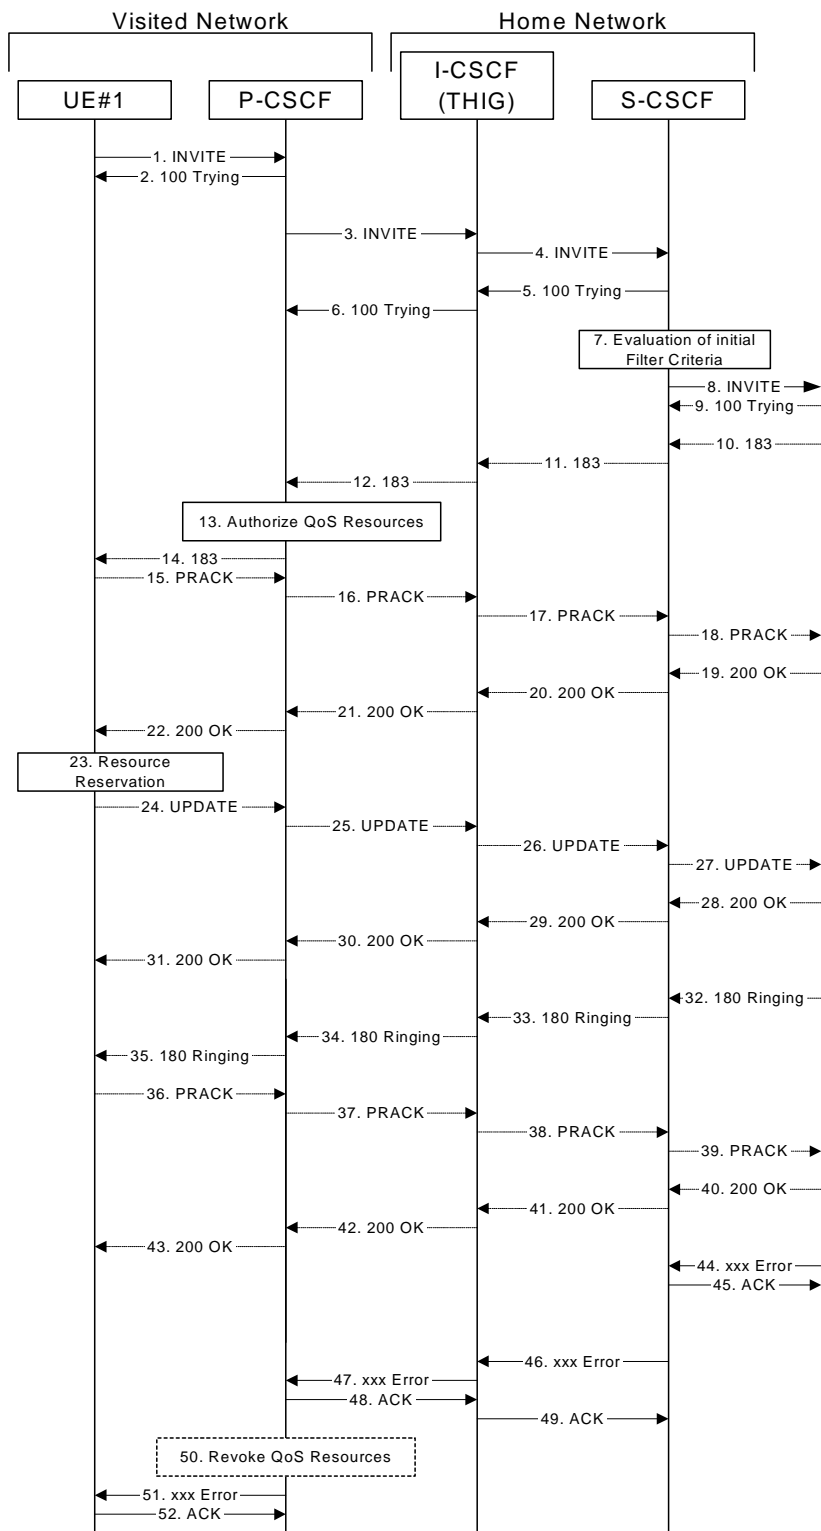 Visited Network
Home Network
UE#1
P-CSCF
I-CSCF
(THIG)
S-CSCF
1. INVITE
2. 100 Trying
3. INVITE
4. INVITE
5. 100 Trying
6. 100 Trying
7. Evaluation of initial
Filter Criteria
8. INVITE
9. 100 Trying
10. 183
11. 183
12. 183
13. Authorize QoS Resources
14. 183
15. PRACK
16. PRACK
17. PRACK
18. PRACK
19. 200 OK
20. 200 OK
21. 200 OK
22. 200 OK
23. Resource
Reservation
24. UPDATE
25. UPDATE
26. UPDATE
27. UPDATE
28. 200 OK
29. 200 OK
30. 200 OK
31. 200 OK
32. 180 Ringing
33. 180 Ringing
34. 180 Ringing
35. 180 Ringing
36. PRACK
37. PRACK
38. PRACK
39. PRACK
40. 200 OK
41. 200 OK
42. 200 OK
43. 200 OK
44. xxx Error
45. ACK
46. xxx Error
47. xxx Error
48. ACK
49. ACK
50. Revoke QoS Resources
51. xxx Error
52. ACK